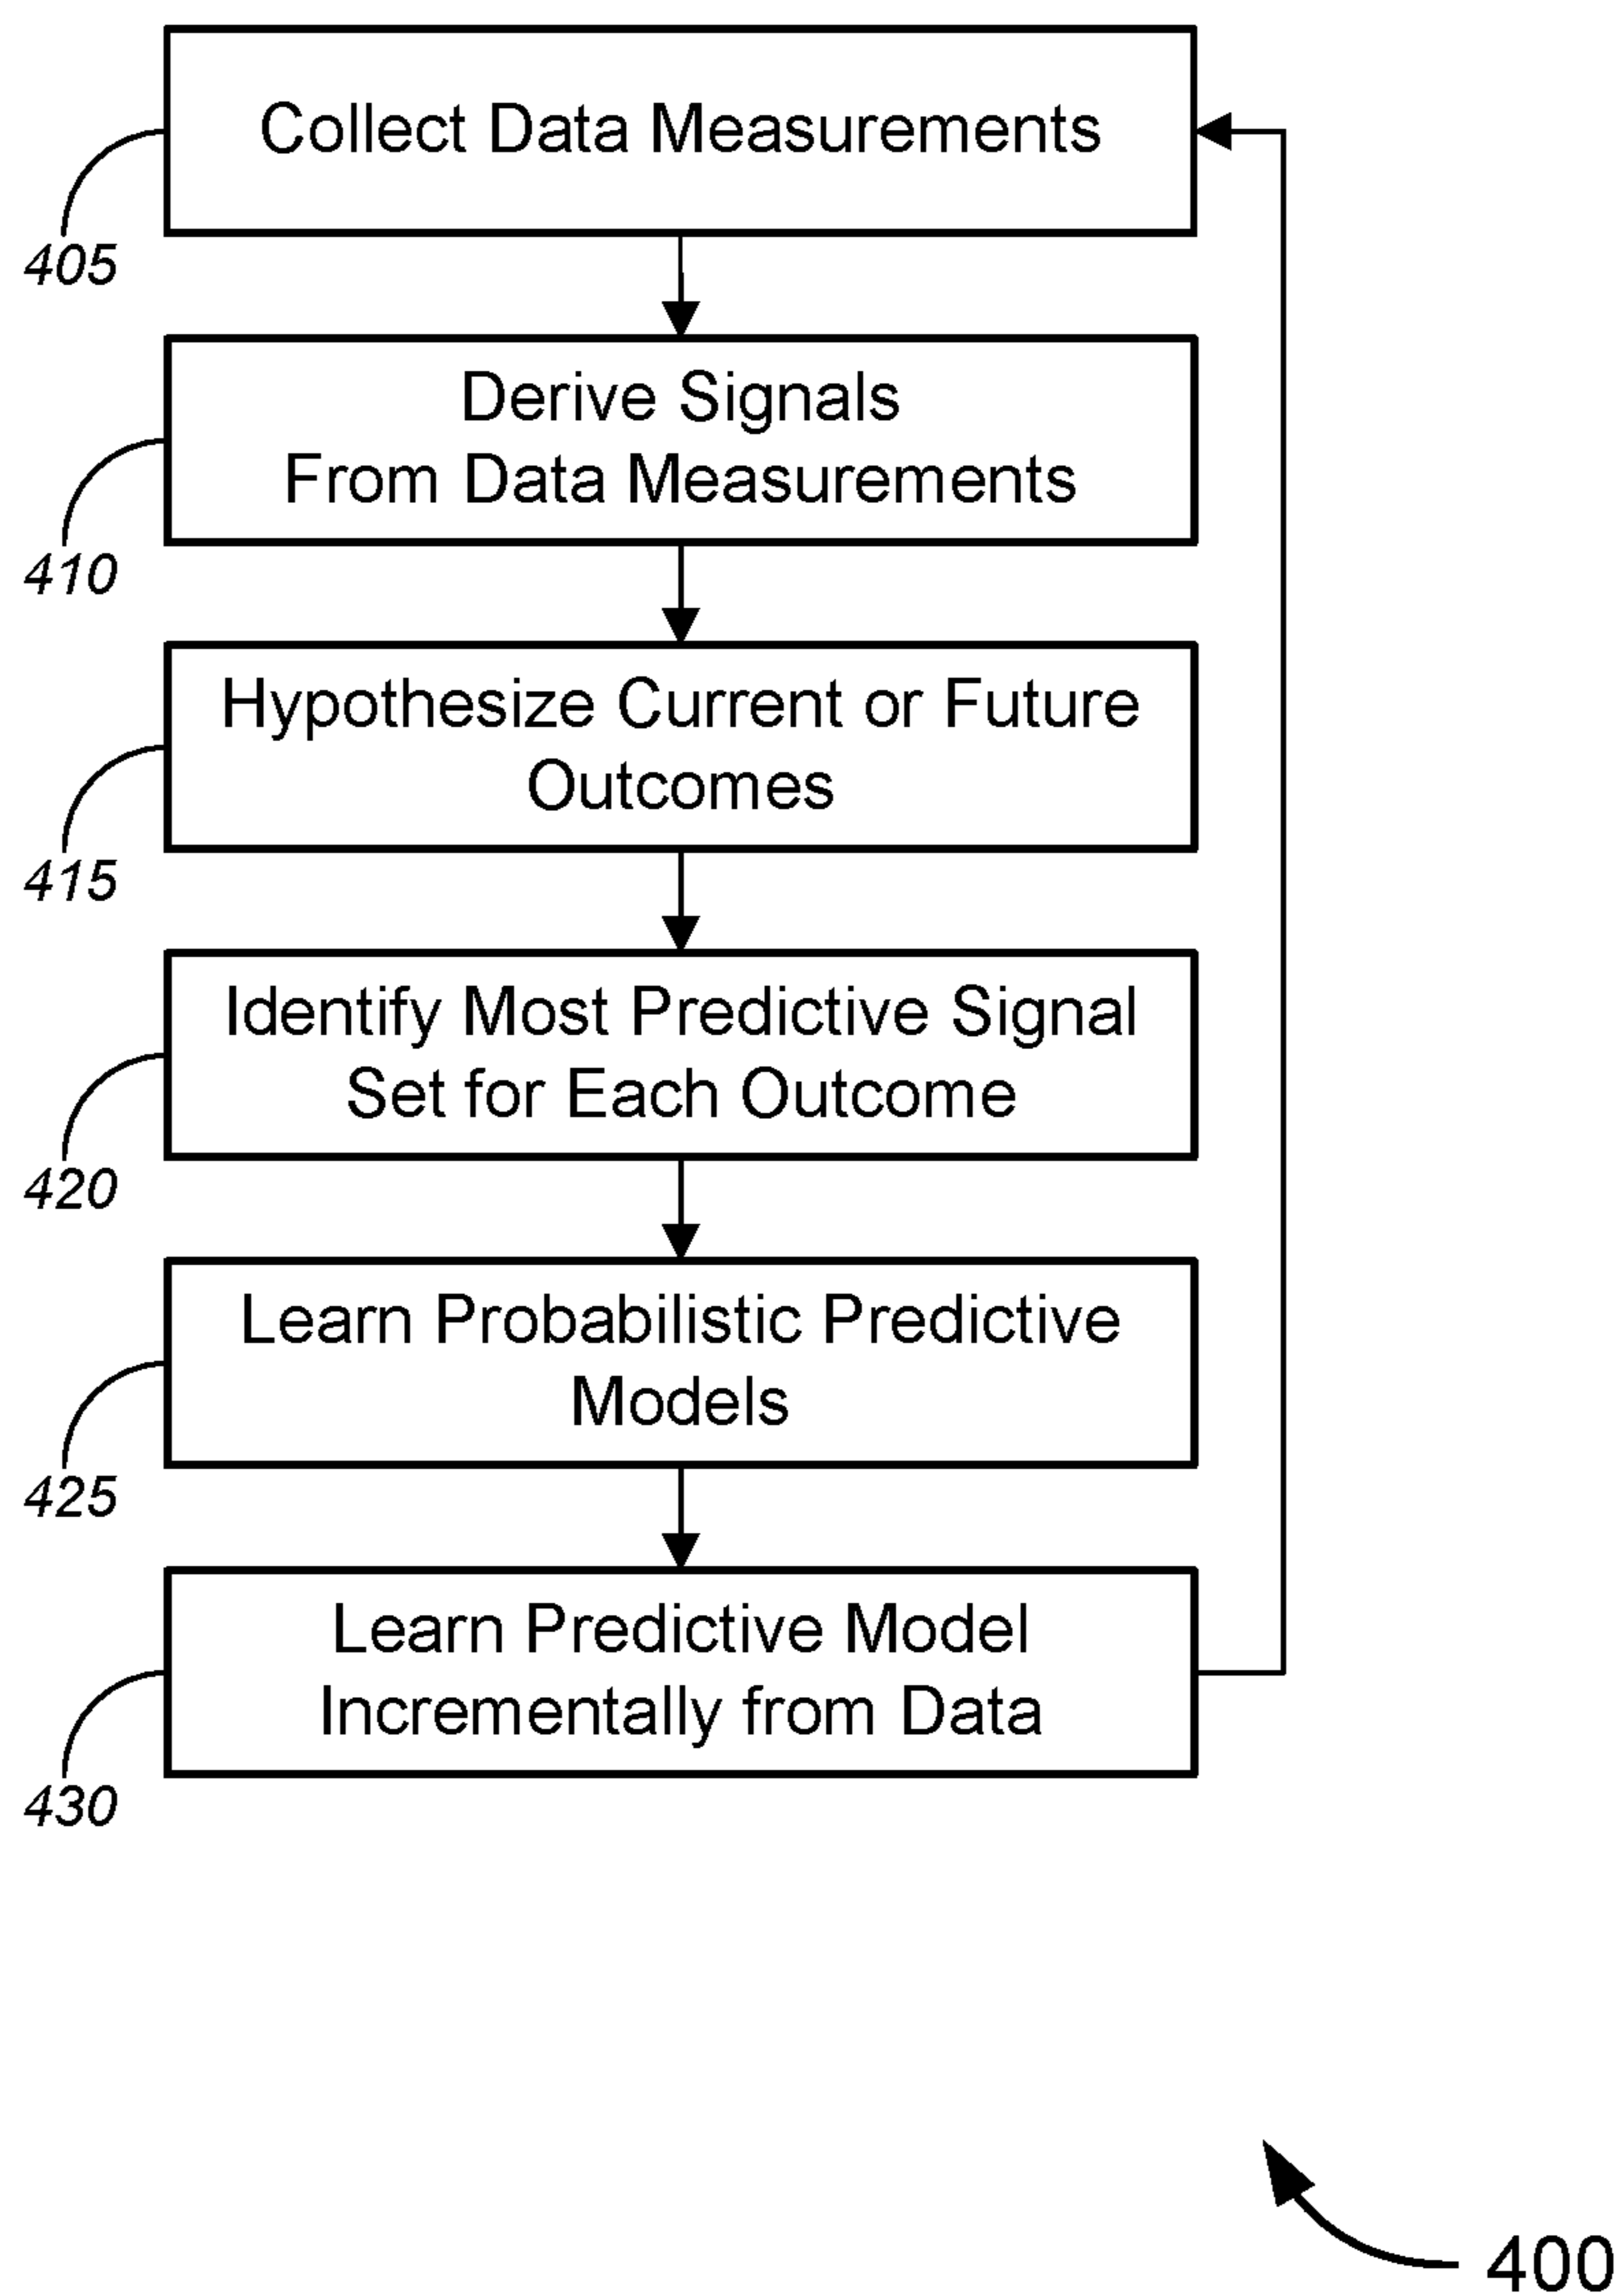 Collect Data Measurements
405
Derive Signals
From Data Measurements
410
Hypothesize Current or Future
Outcomes
415
Identify Most Predictive Signal
Set for Each Outcome
420
Learn Probabilistic Predictive
Models
425
Learn Predictive Model
Incrementally from Data
430
400